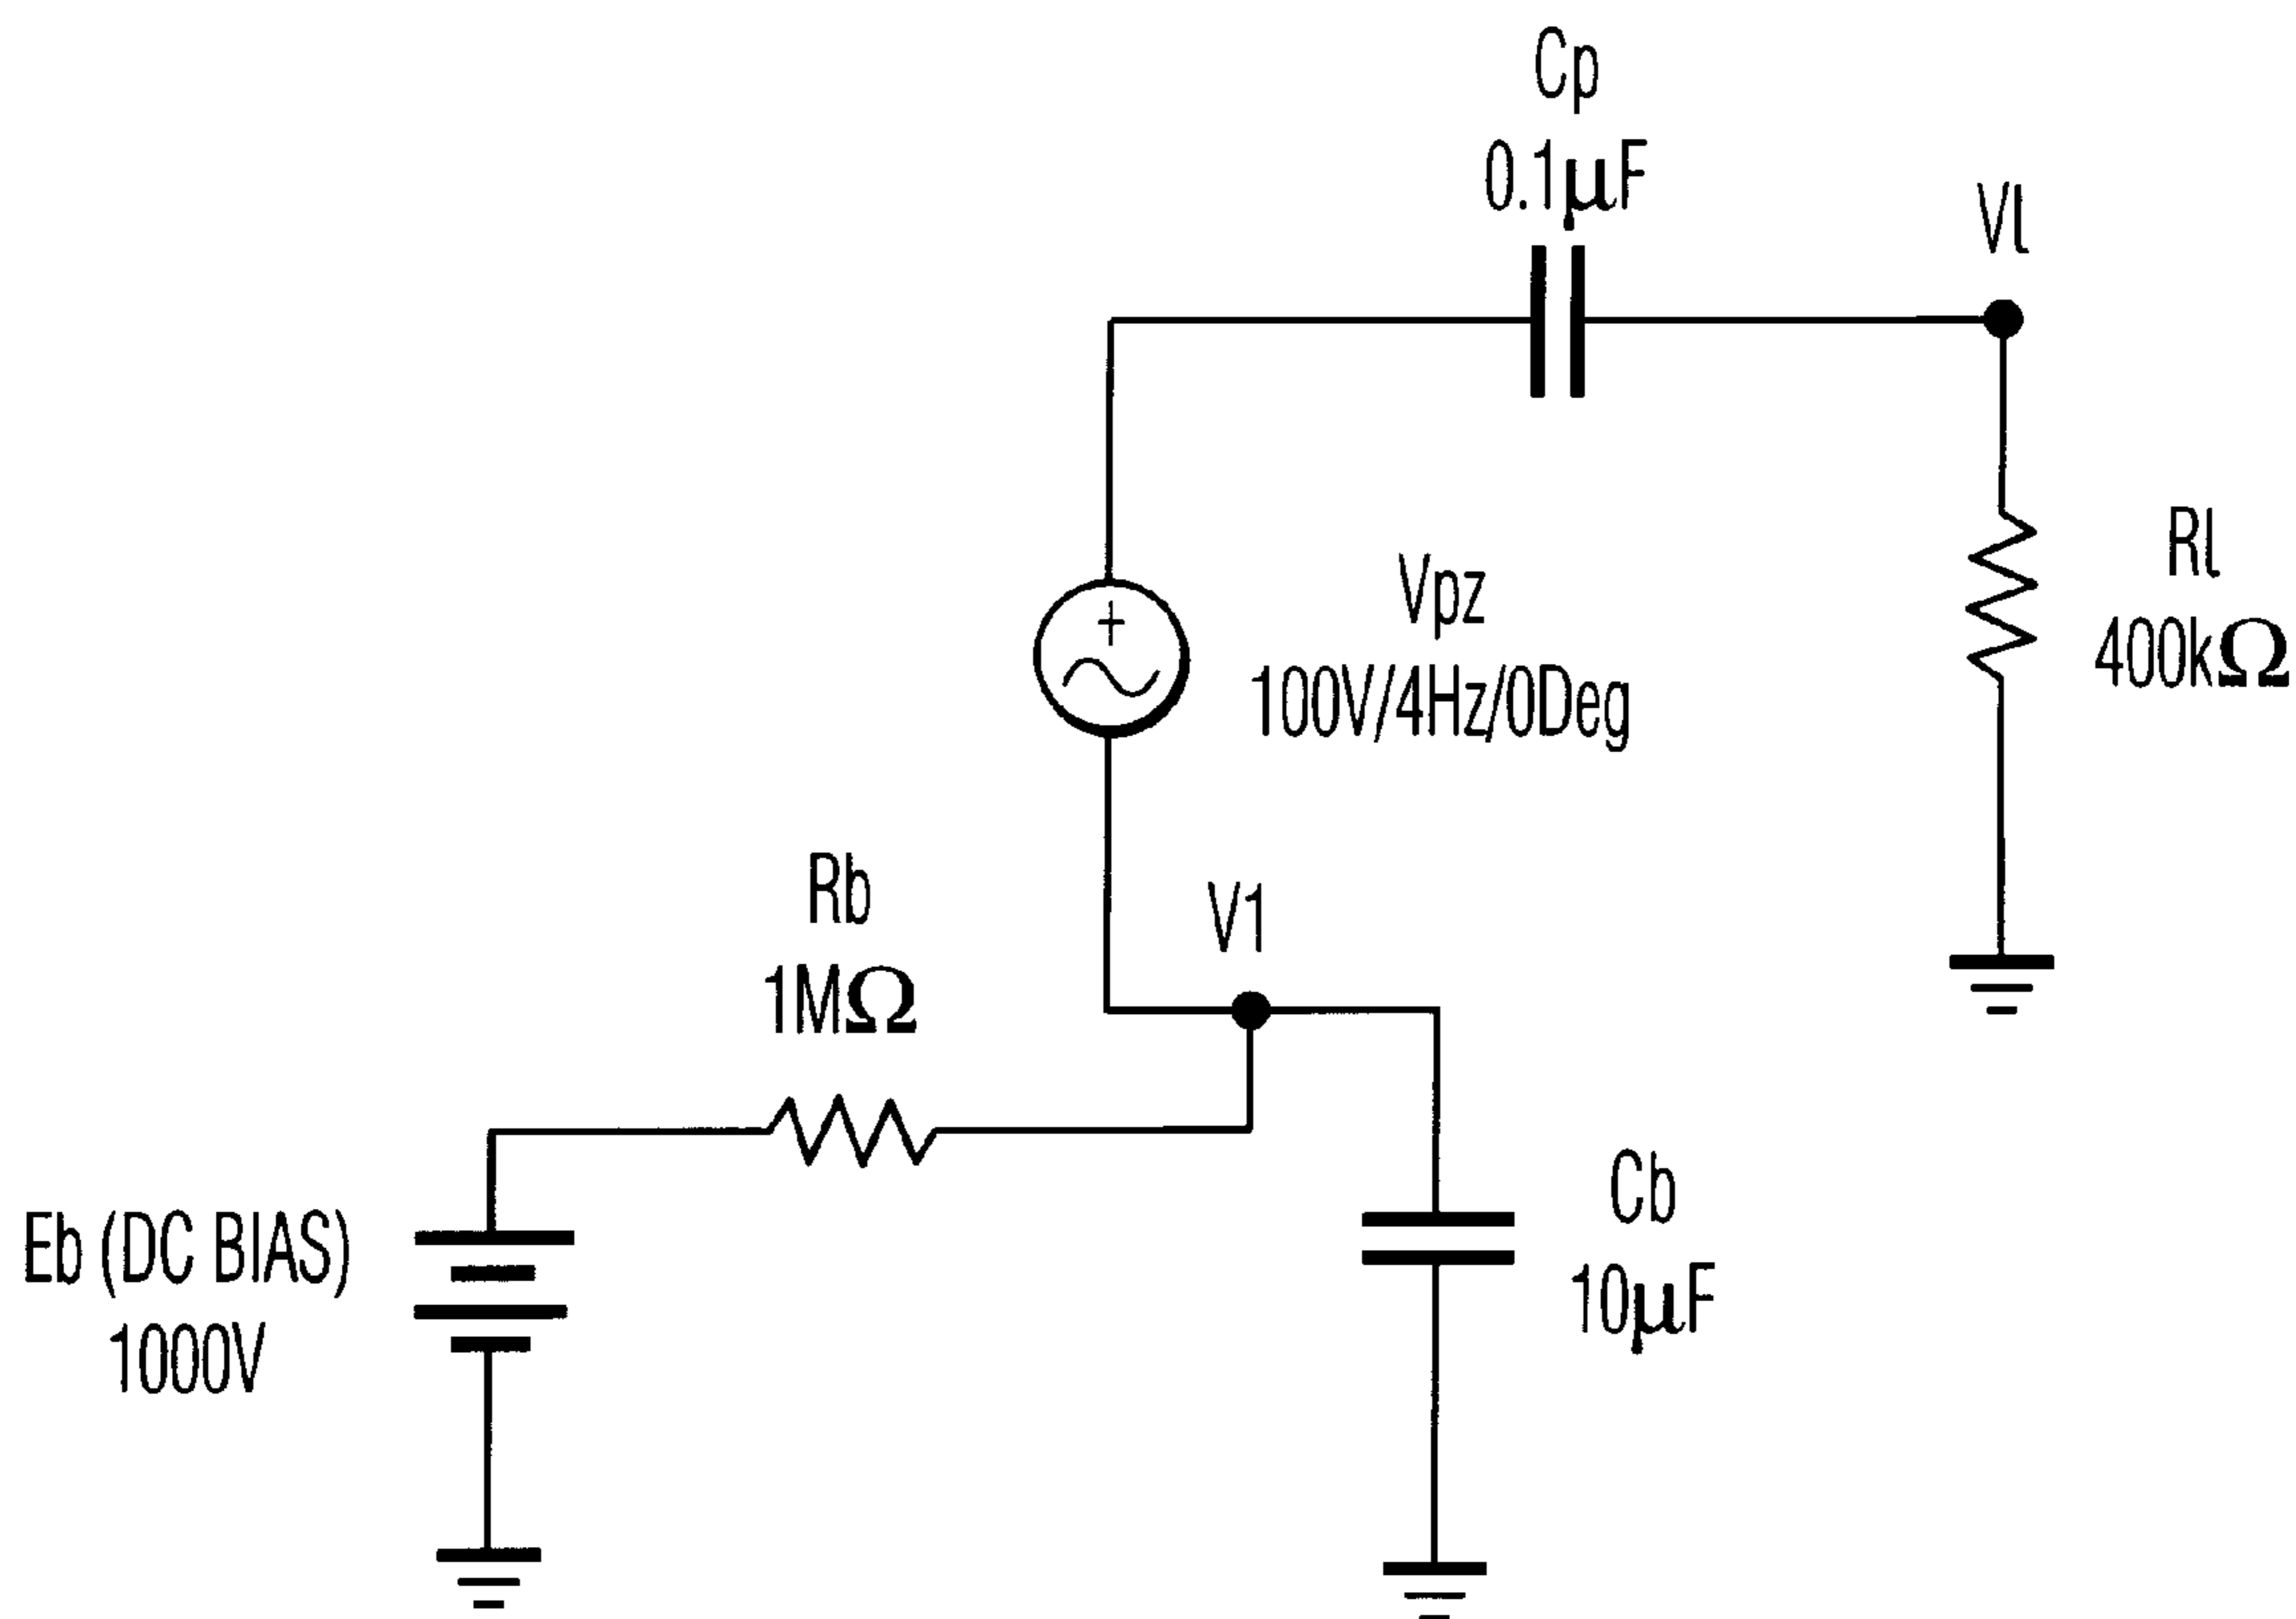 Cp
0.1µF
Vl
Rl
400kΩ
+
Vpz
100V/4Hz/0Deg
Rb
1MΩ
V1
Cb
10µF
Eb (DC BIAS)
1000V